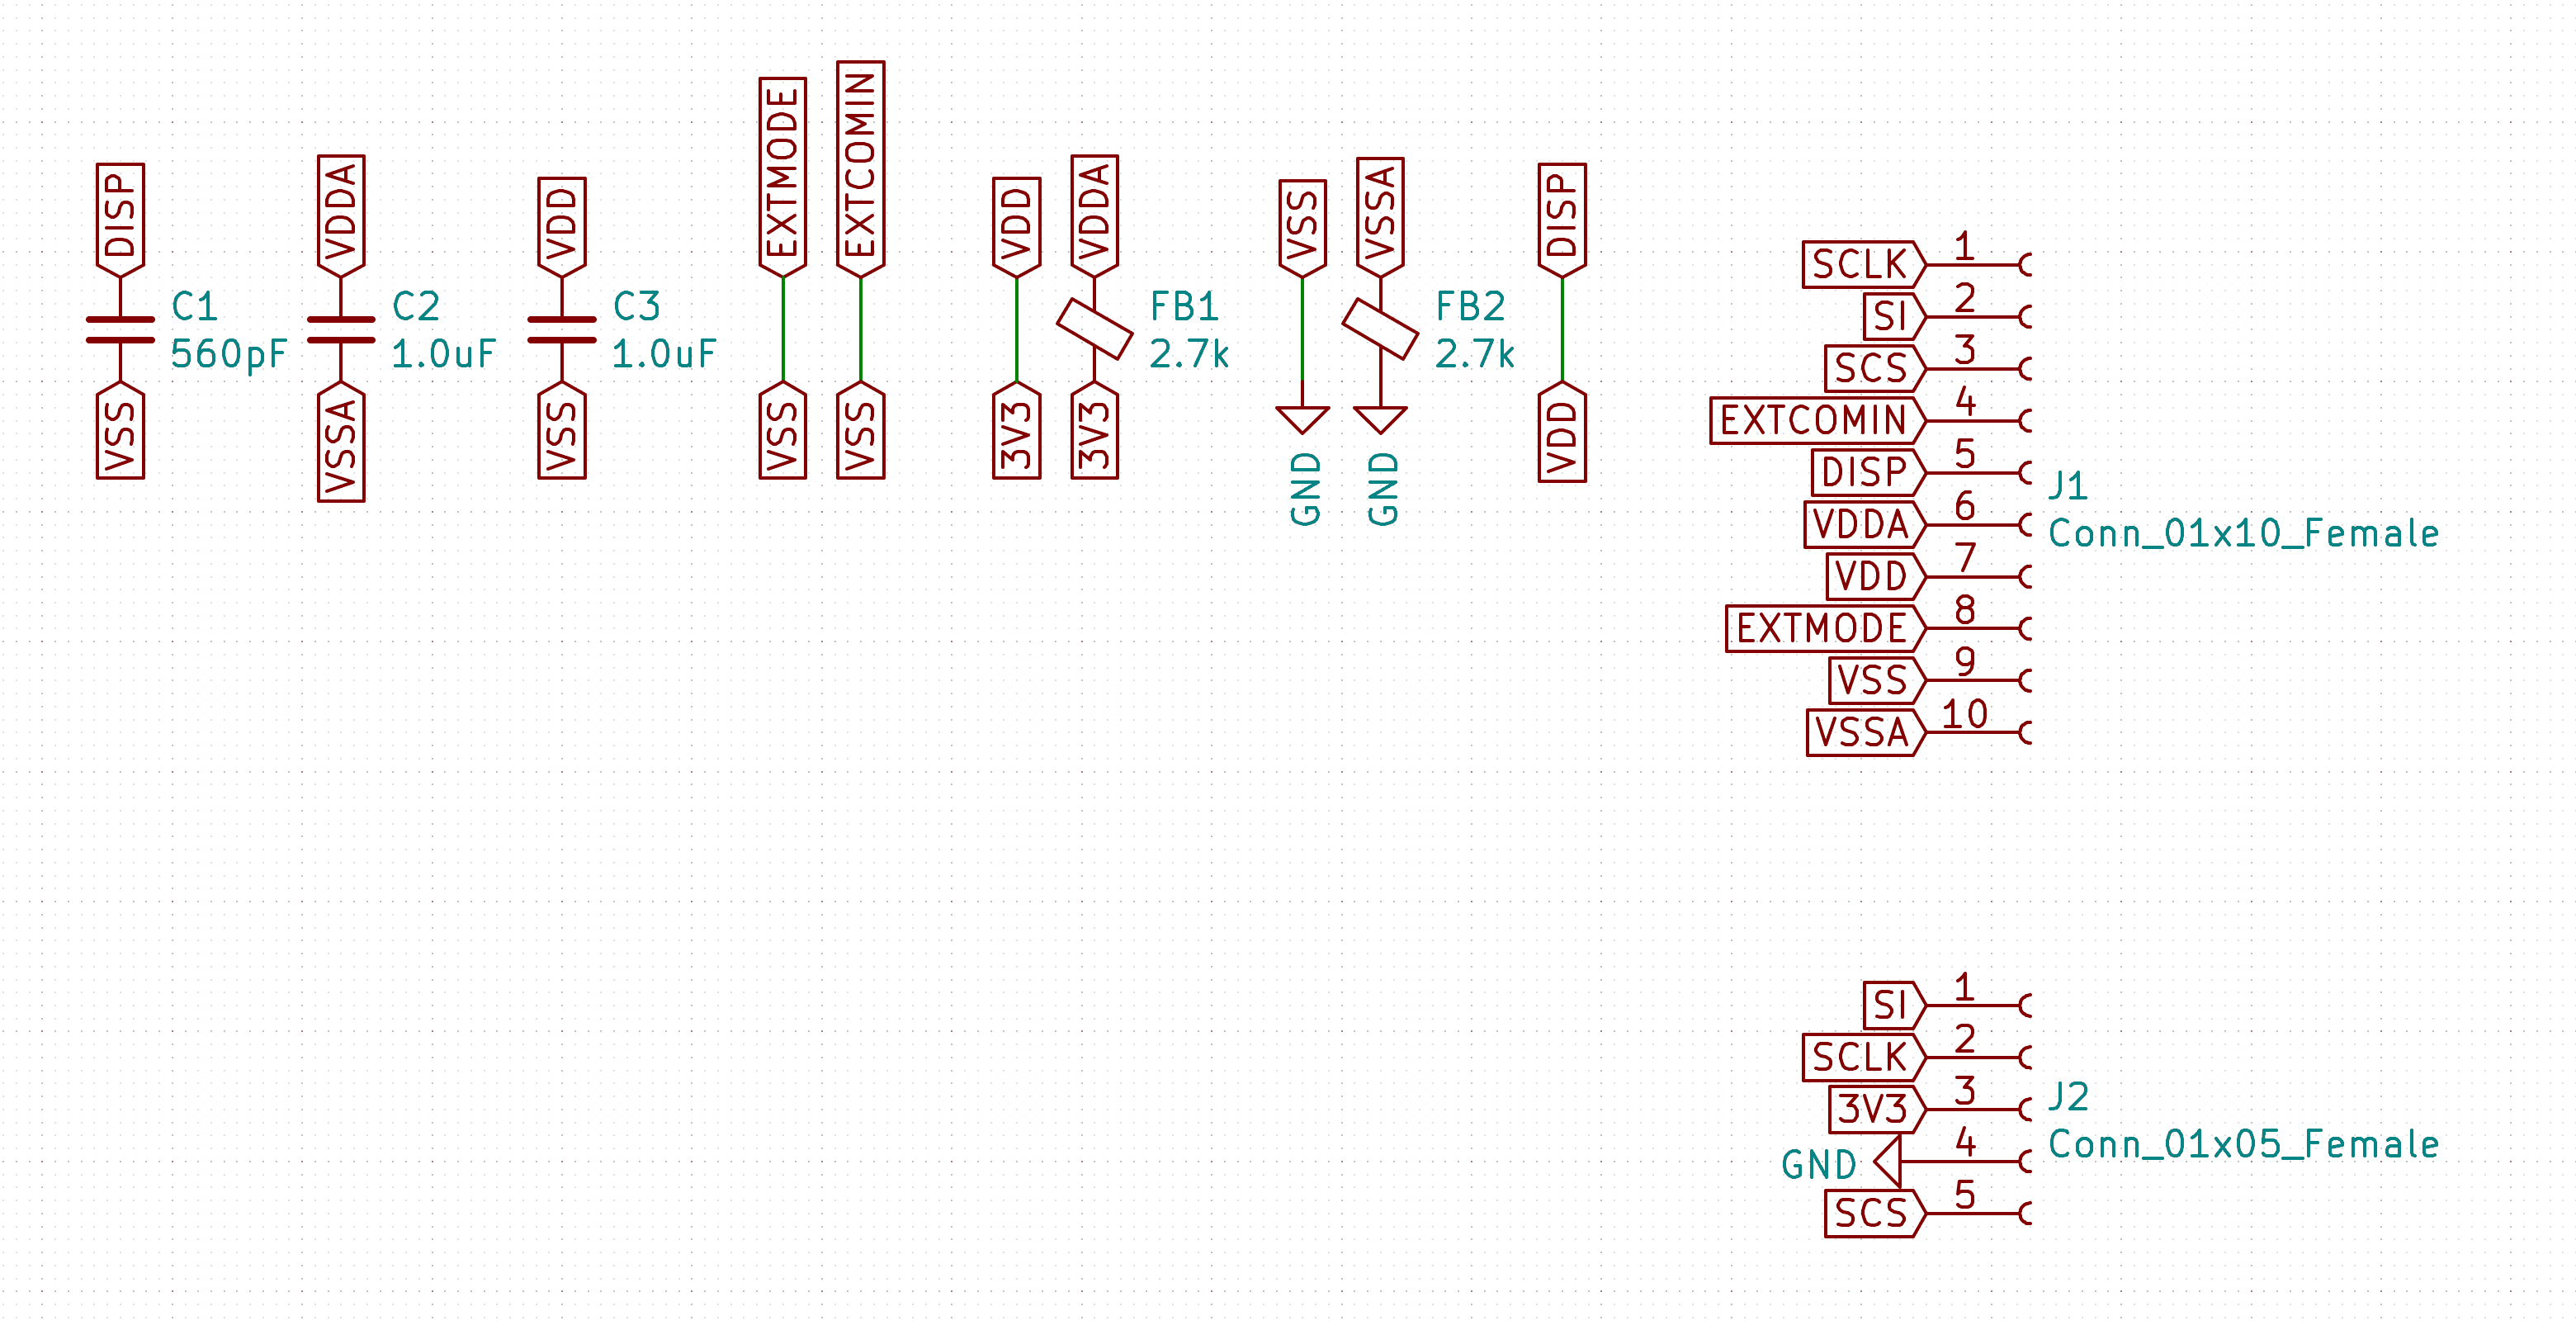 DISP
VSS
C1
560pF
VDDA
VSSA
C2
1.0uF
VDD
VSS
C3
1.0uF
EXTMODE
VSS
EXTCOMIN
VSS
VDD
3V3
VDDA
3V3
FB1
2.7k
VSS
GND
VSSA
GND
FB2
2.7k
DISP
VDD
SCLK 1
SI 2
SCS 3
EXTCOMIN 4
DISP 5
VDDA 6
VDD 7
EXTMODE 8
VSS 9
VSSA 10
J1
Conn_01x10_Female
SI 1
SCLK 2
3V3 3
GND 4
SCS 5
J2
Conn_01x05_Female